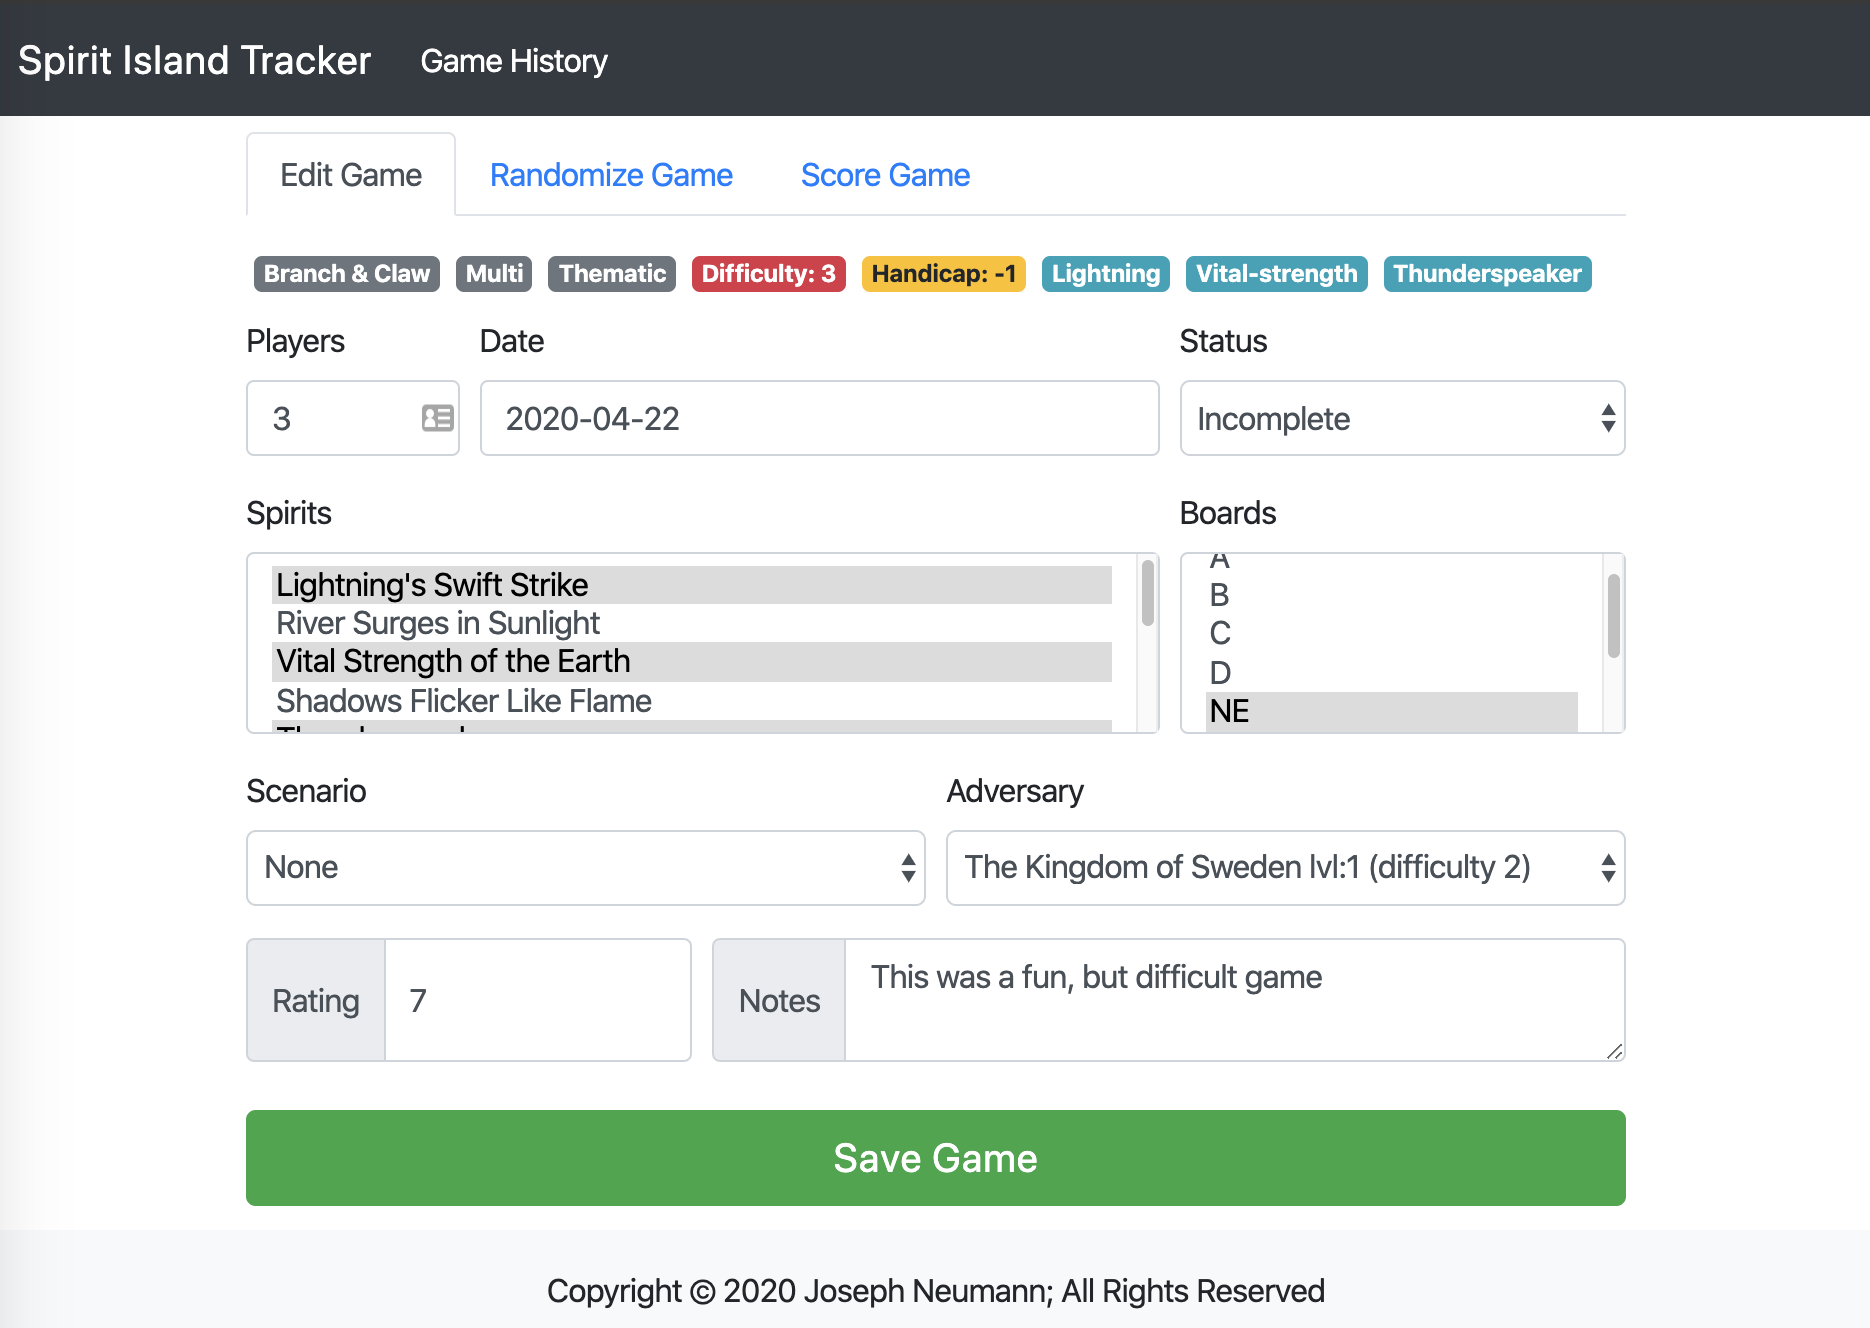 Spirit Island Tracker Game History
Edit Game Randomize Game Score Game
Branch & Claw Multi Thematic Difficulty: 3 Handicap: -1 Lightning Vital-strength Thunderspeaker
Players Date Status
3 2020-04-22 Incomplete
Spirits Boards
Lightning's Swift Strike
River Surges in Sunlight
Vital Strength of the Earth
Shadows Flicker Like Flame
A
B
C
D
NE
Scenario Adversary
None The Kingdom of Sweden lvl:1 (difficulty 2)
Rating 7 Notes This was a fun, but difficult game
Save Game
Copyright © 2020 Joseph Neumann; All Rights Reserved